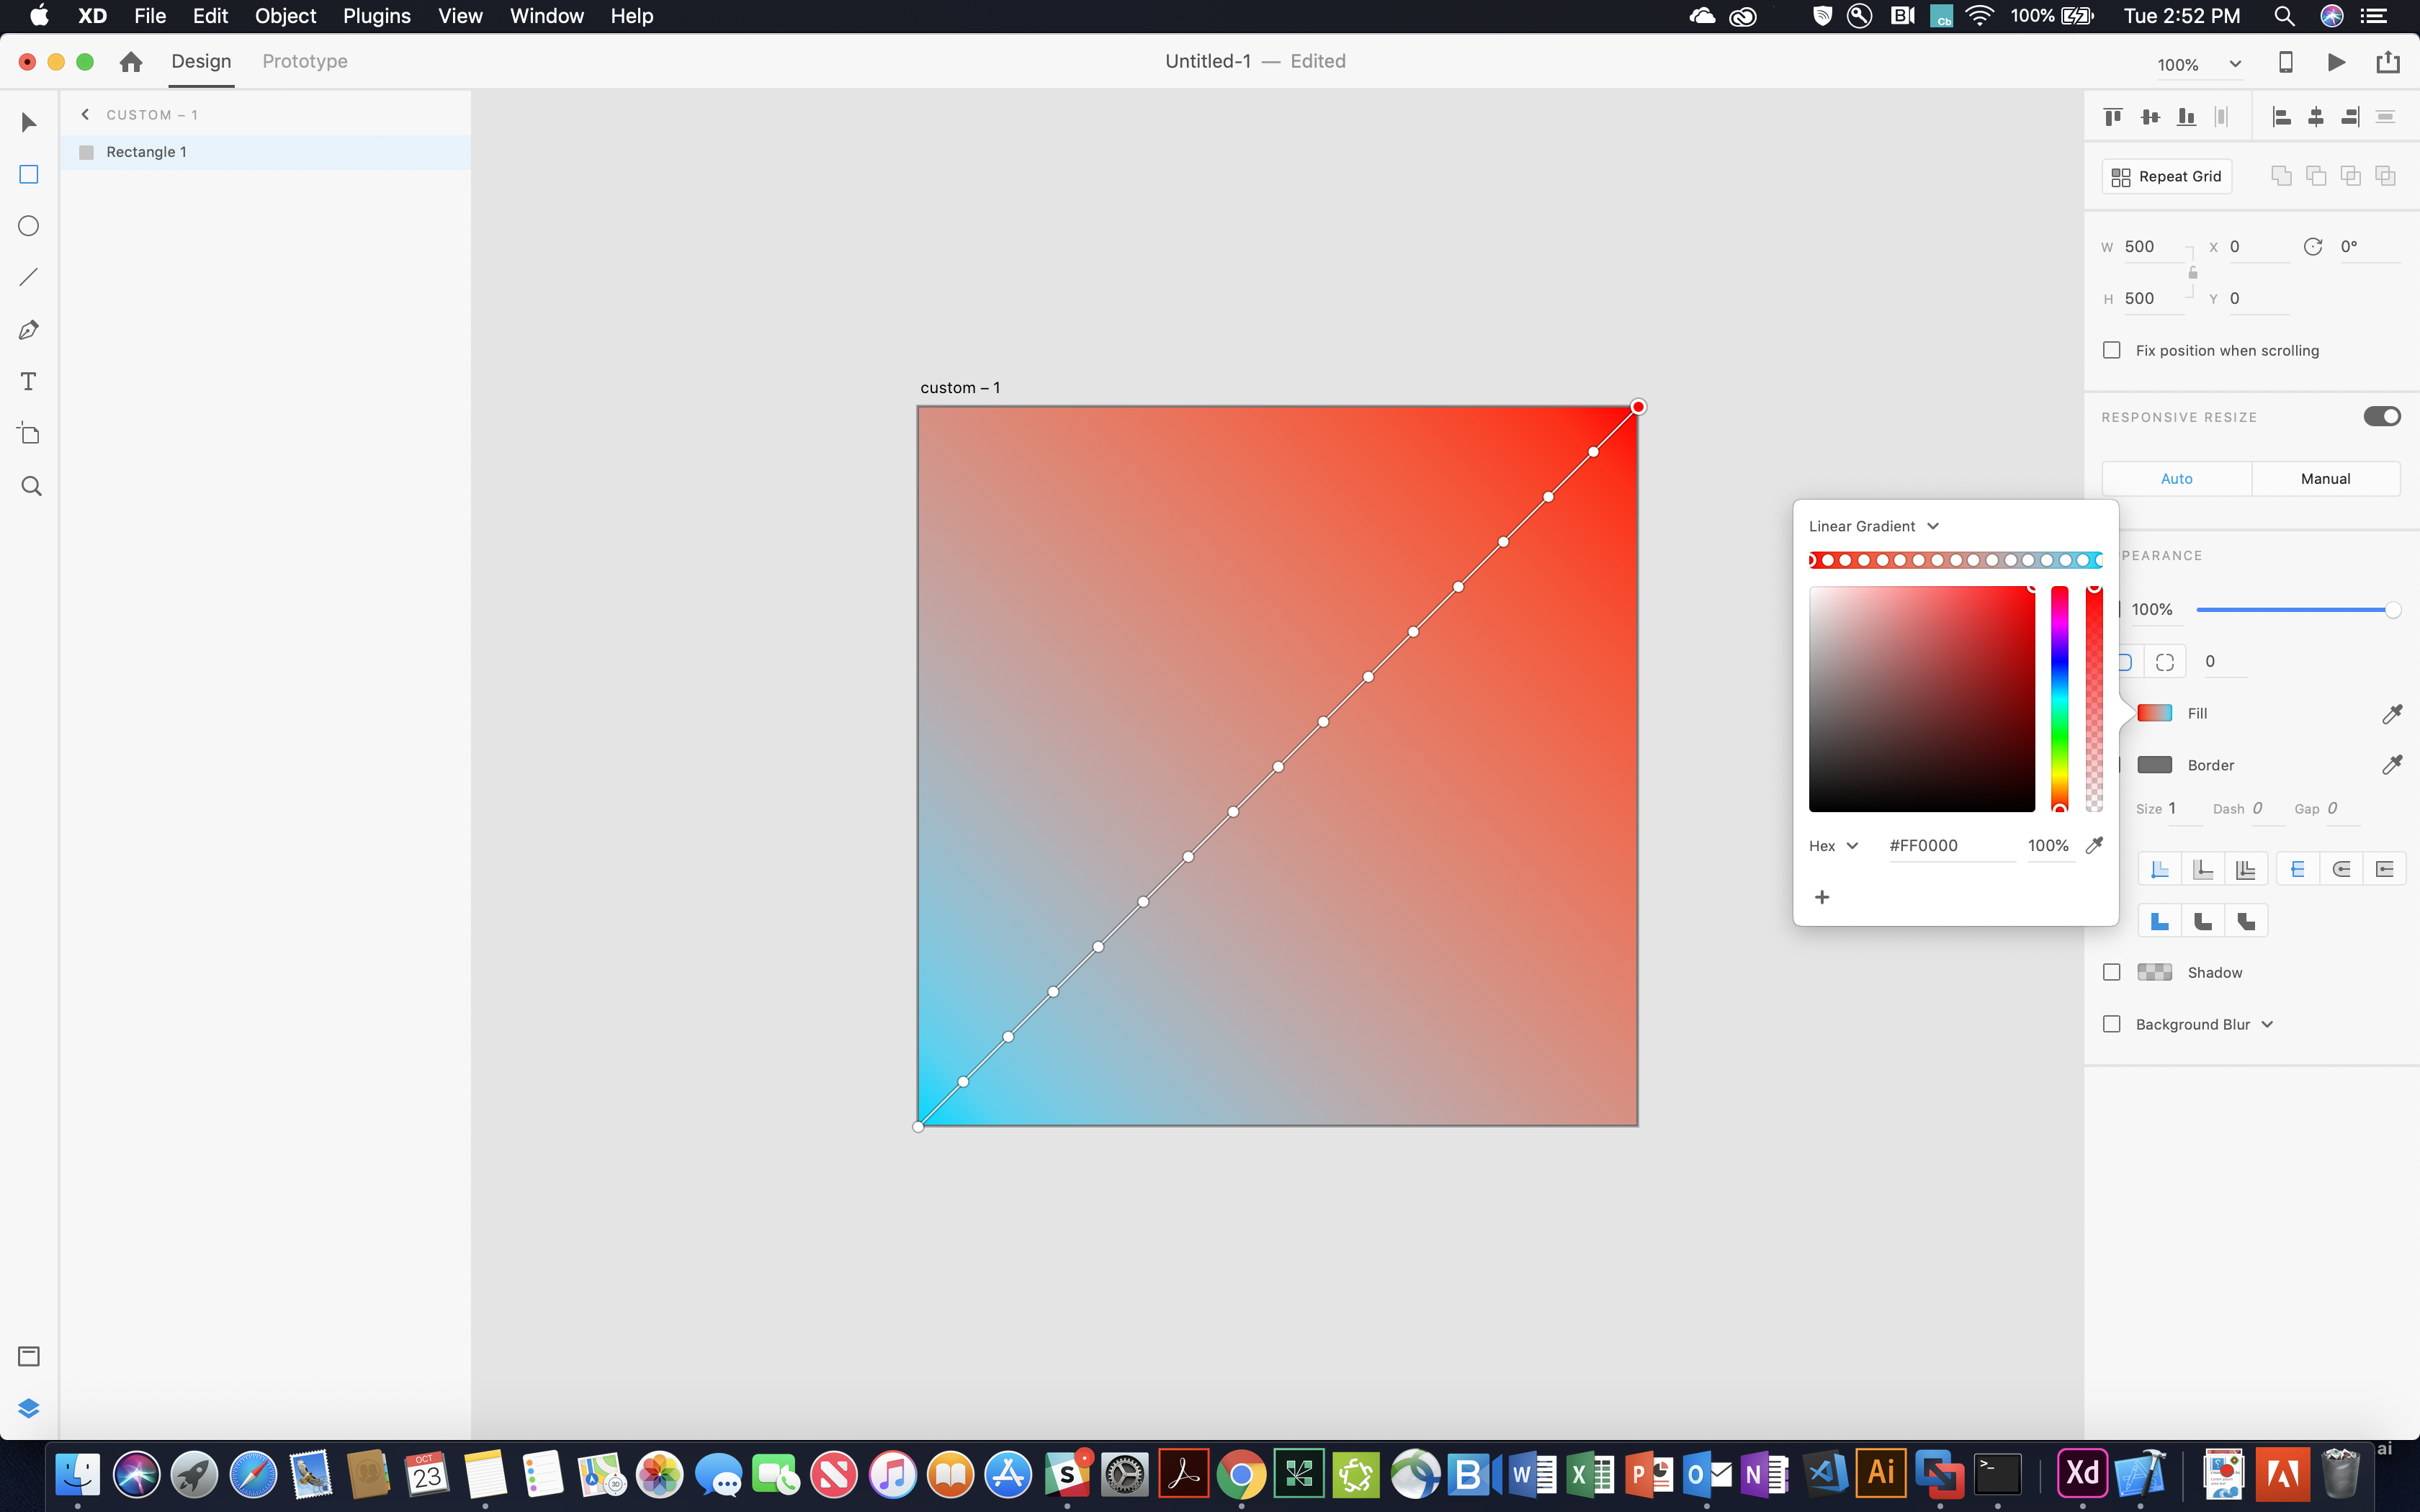 XD File Edit Object Plugins View Window Help
Cb 100% Tue 2:52 PM
Design Prototype
Untitled-1 — Edited
100%
CUSTOM – 1
Rectangle 1
custom – 1
Repeat Grid
W 500 X 0 0°
H 500 Y 0
Fix position when scrolling
RESPONSIVE RESIZE
Auto Manual
Linear Gradient
PEARANCE
100%
0
Fill
Border
Size 1 Dash 0 Gap 0
Hex #FF0000 100%
+
Shadow
Background Blur
OCT
23
S
B W X P O N Ai >_ Xd
ai